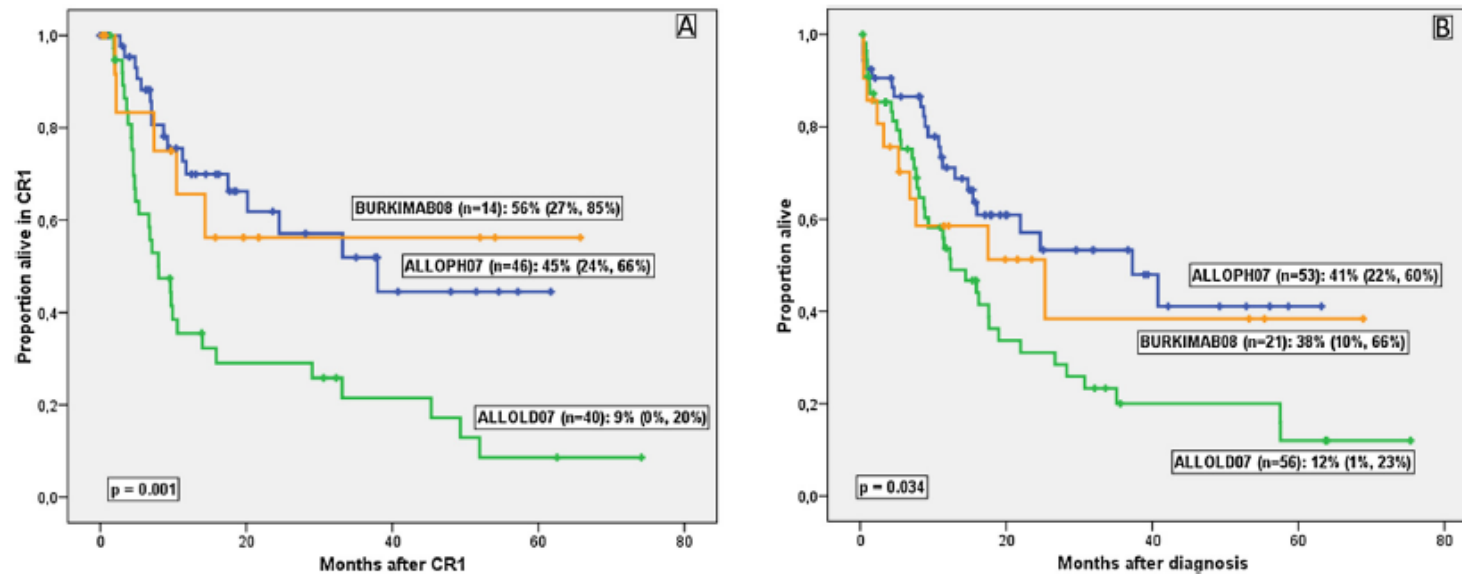 A
1,0
0,8
0,6
0,4
0,2
0,0
Proportion alive in CR1
BURKIMAB08 (n=14): 56% (27%, 85%)
ALLOPH07 (n=46): 45% (24%, 66%)
ALLOLD07 (n=40): 9% (0%, 20%)
p = 0.001
0 20 40 60 80
Months after CR1
B
1,0
0,8
0,6
0,4
0,2
0,0
Proportion alive
ALLOPH07 (n=53): 41% (22%, 60%)
BURKIMAB08 (n=21): 38% (10%, 66%)
ALLOLD07 (n=56): 12% (1%, 23%)
p = 0.034
0 20 40 60 80
Months after diagnosis